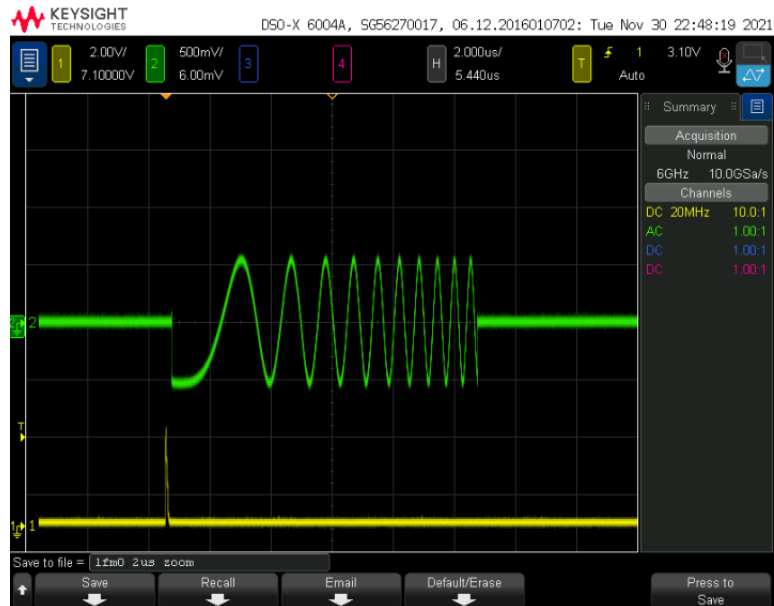 KEYSIGHT
TECHNOLOGIES
DSO-X 6004A, SG56270017, 06.12.2016010702: Tue Nov 30 22:48:19 2021
1 2.00V/ 2 500mV/ 3 4 H 2.000us/ T 1 3.10V
7.10000V 6.00mV 5.440us Auto
Summary
Acquisition
Normal
6GHz 10.0GSa/s
Channels
DC 20MHz 10.0:1
AC 1.00:1
DC 1.00:1
DC 1.00:1
2 2
T
1 1
Save to file = lfm0 2us zoom
Save Recall Email Default/Erase Press to
Save